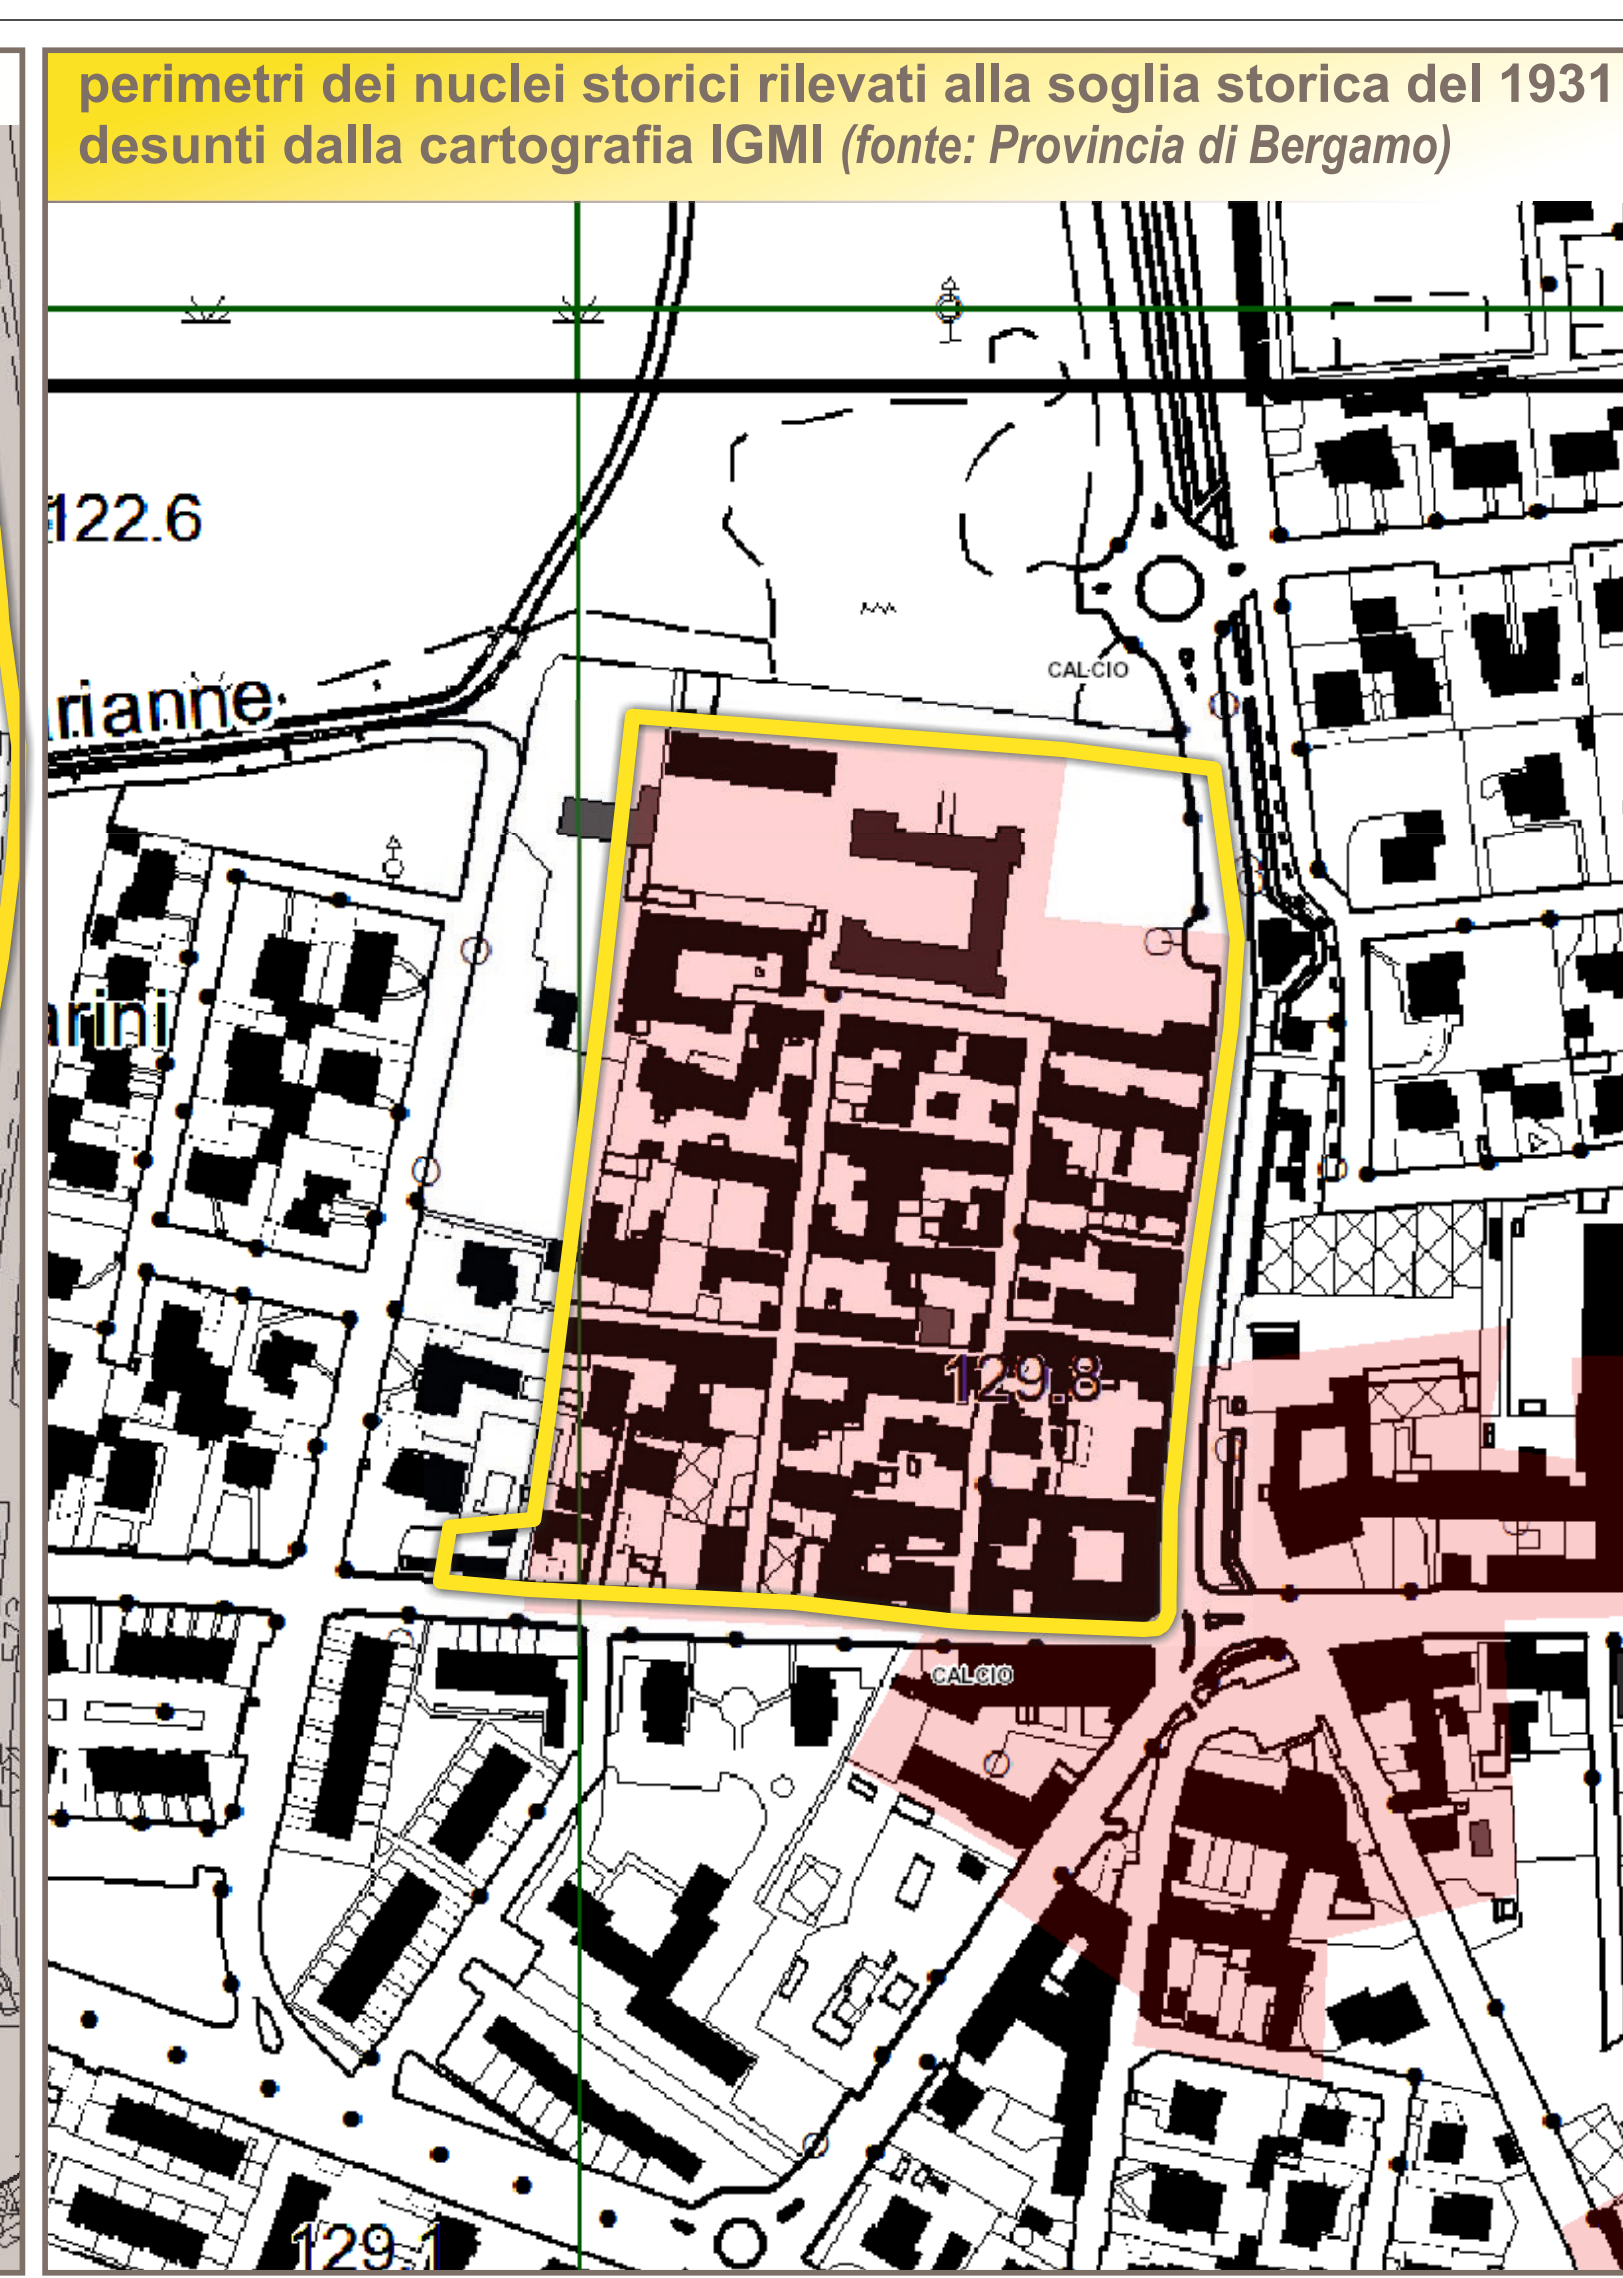 perimetri dei nuclei storici rilevati alla soglia storica del 1931
desunti dalla cartografia IGMI (fonte: Provincia di Bergamo)
122.6
CALCIO
rianne
arini
129.8
CALCIO
129.1